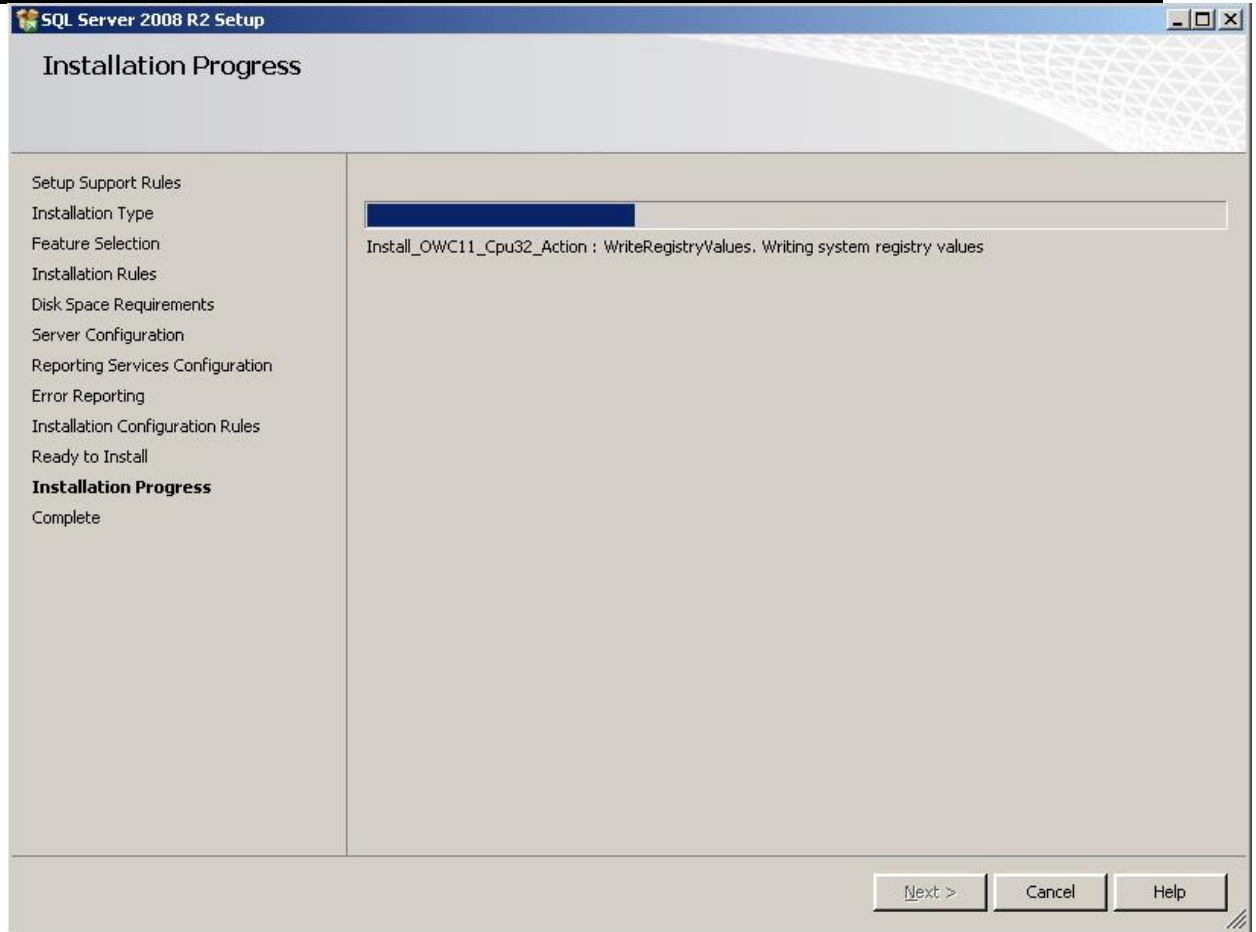 SQL Server 2008 R2 Setup
Installation Progress
Setup Support Rules
Installation Type
Feature Selection
Installation Rules
Disk Space Requirements
Server Configuration
Reporting Services Configuration
Error Reporting
Installation Configuration Rules
Ready to Install
Installation Progress
Complete
Install_OWC11_Cpu32_Action : WriteRegistryValues. Writing system registry values
Next > Cancel Help